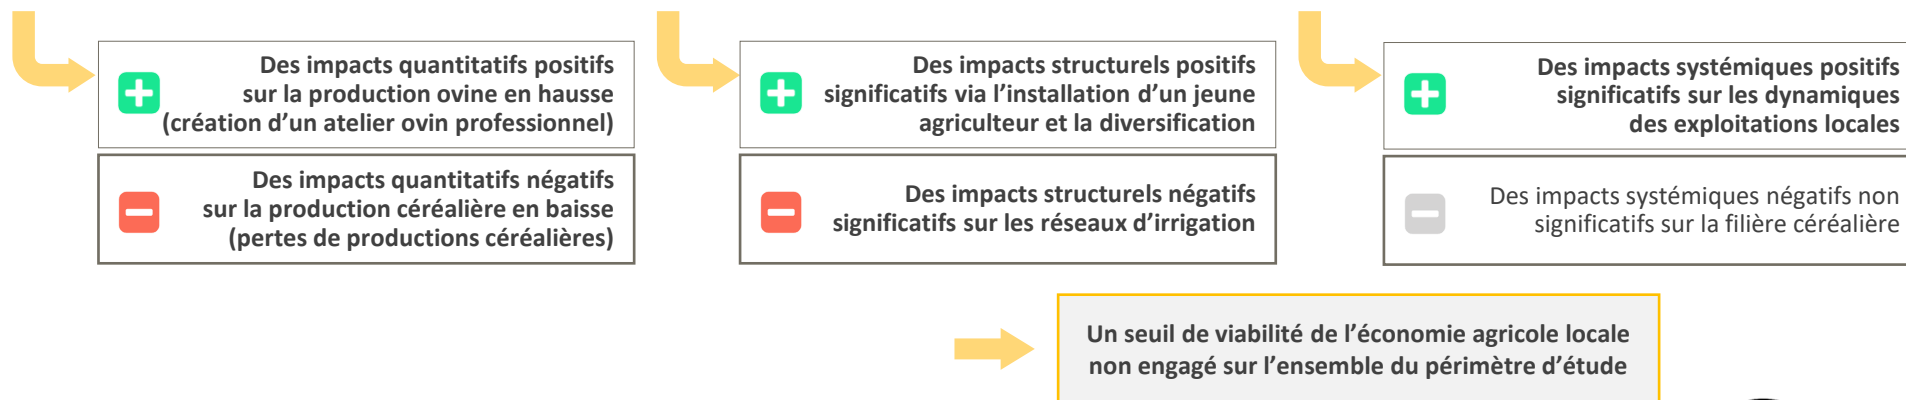 Des impacts quantitatifs positifs
sur la production ovine en hausse
(création d'un atelier ovin professionnel)
Des impacts quantitatifs négatifs
sur la production céréalière en baisse
(pertes de productions céréalières)
Des impacts structurels positifs
significatifs via l'installation d'un jeune
agriculteur et la diversification
Des impacts structurels négatifs
significatifs sur les réseaux d'irrigation
Des impacts systémiques positifs
significatifs sur les dynamiques
des exploitations locales
Des impacts systémiques négatifs non
significatifs sur la filière céréalière
Un seuil de viabilité de l'économie agricole locale
non engagé sur l'ensemble du périmètre d'étude